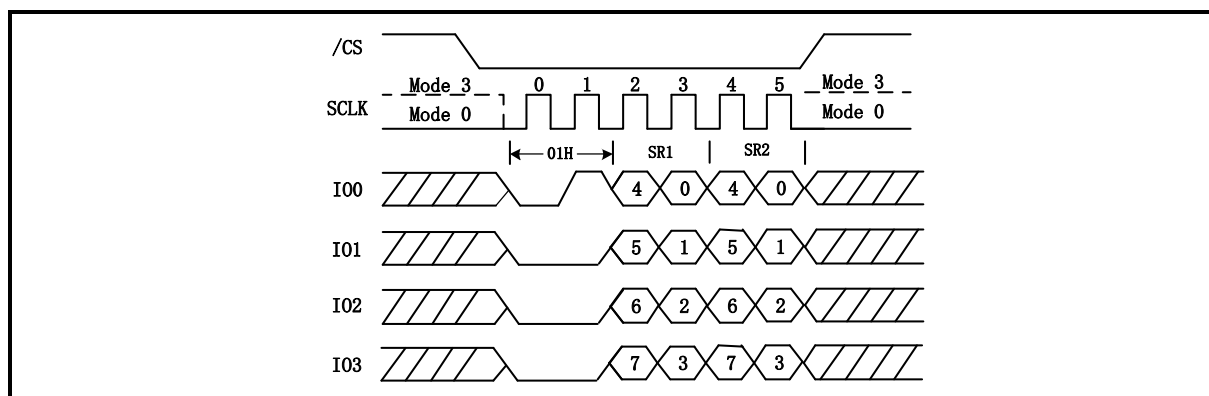 /CS
0 1 2 3 4 5
Mode 3 Mode 3
SCLK
Mode 0 Mode 0
01H SR1 SR2
IO0 4 0 4 0
IO1 5 1 5 1
IO2 6 2 6 2
IO3 7 3 7 3